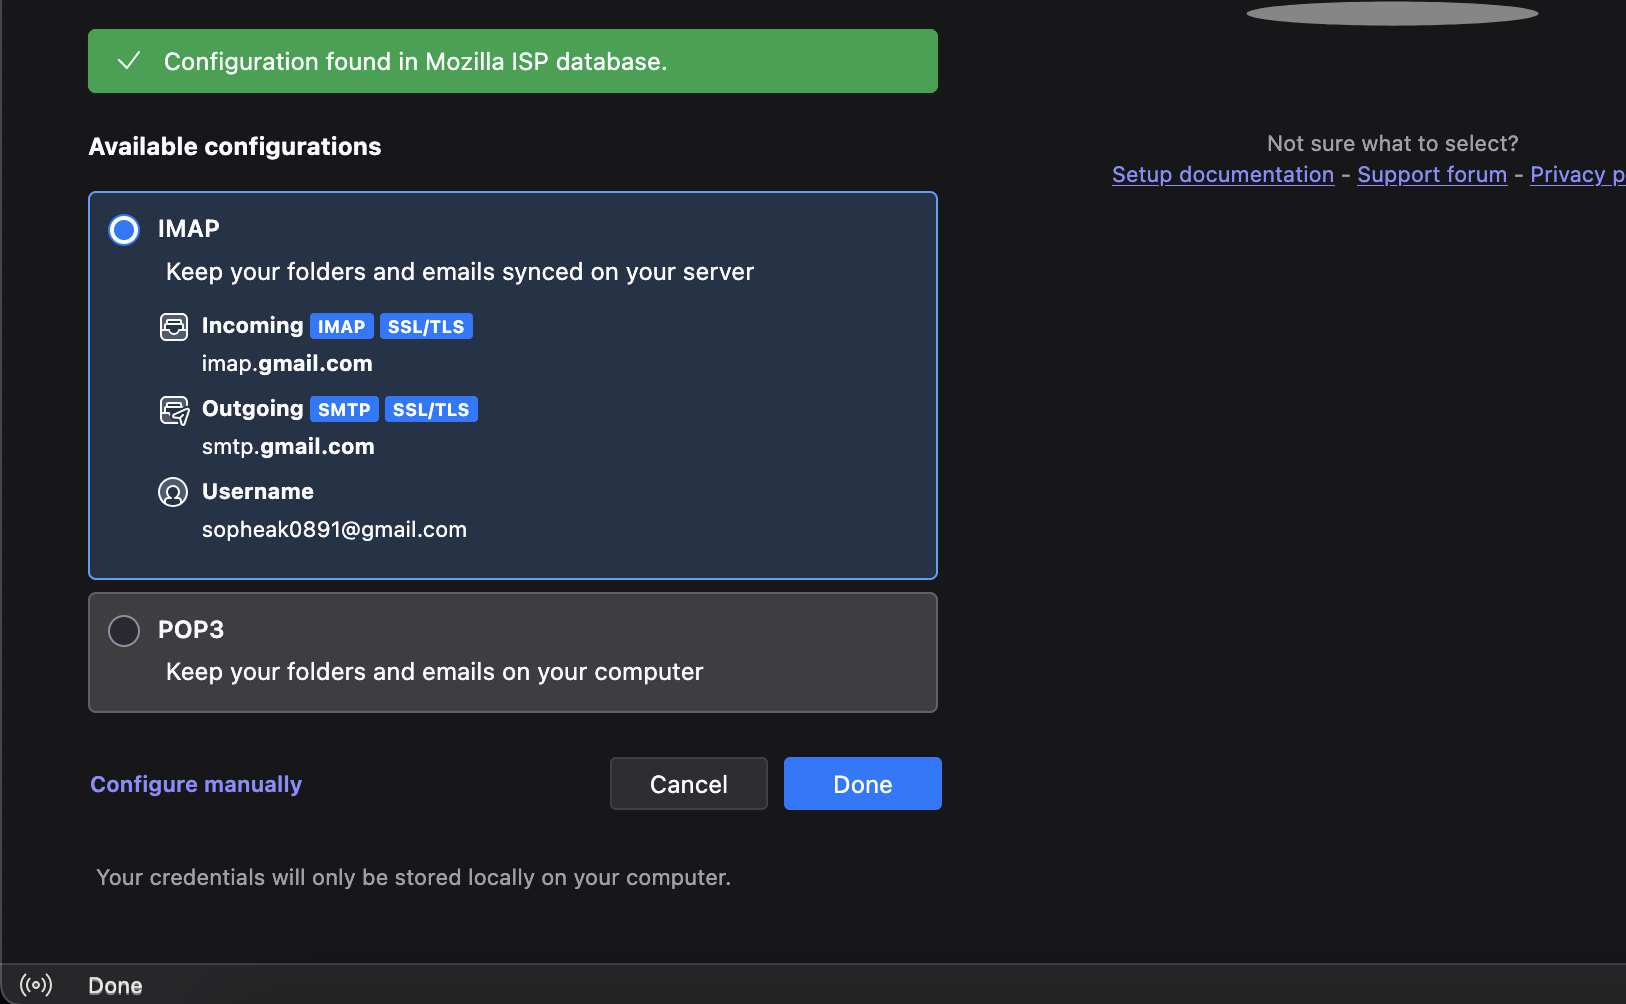 Configuration found in Mozilla ISP database.
Available configurations
IMAP
Keep your folders and emails synced on your server
Incoming IMAP SSL/TLS
imap.gmail.com
Outgoing SMTP SSL/TLS
smtp.gmail.com
Username
sopheak0891@gmail.com
POP3
Keep your folders and emails on your computer
Configure manually
Cancel
Done
Your credentials will only be stored locally on your computer.
Not sure what to select?
Setup documentation - Support forum - Privacy p
Done